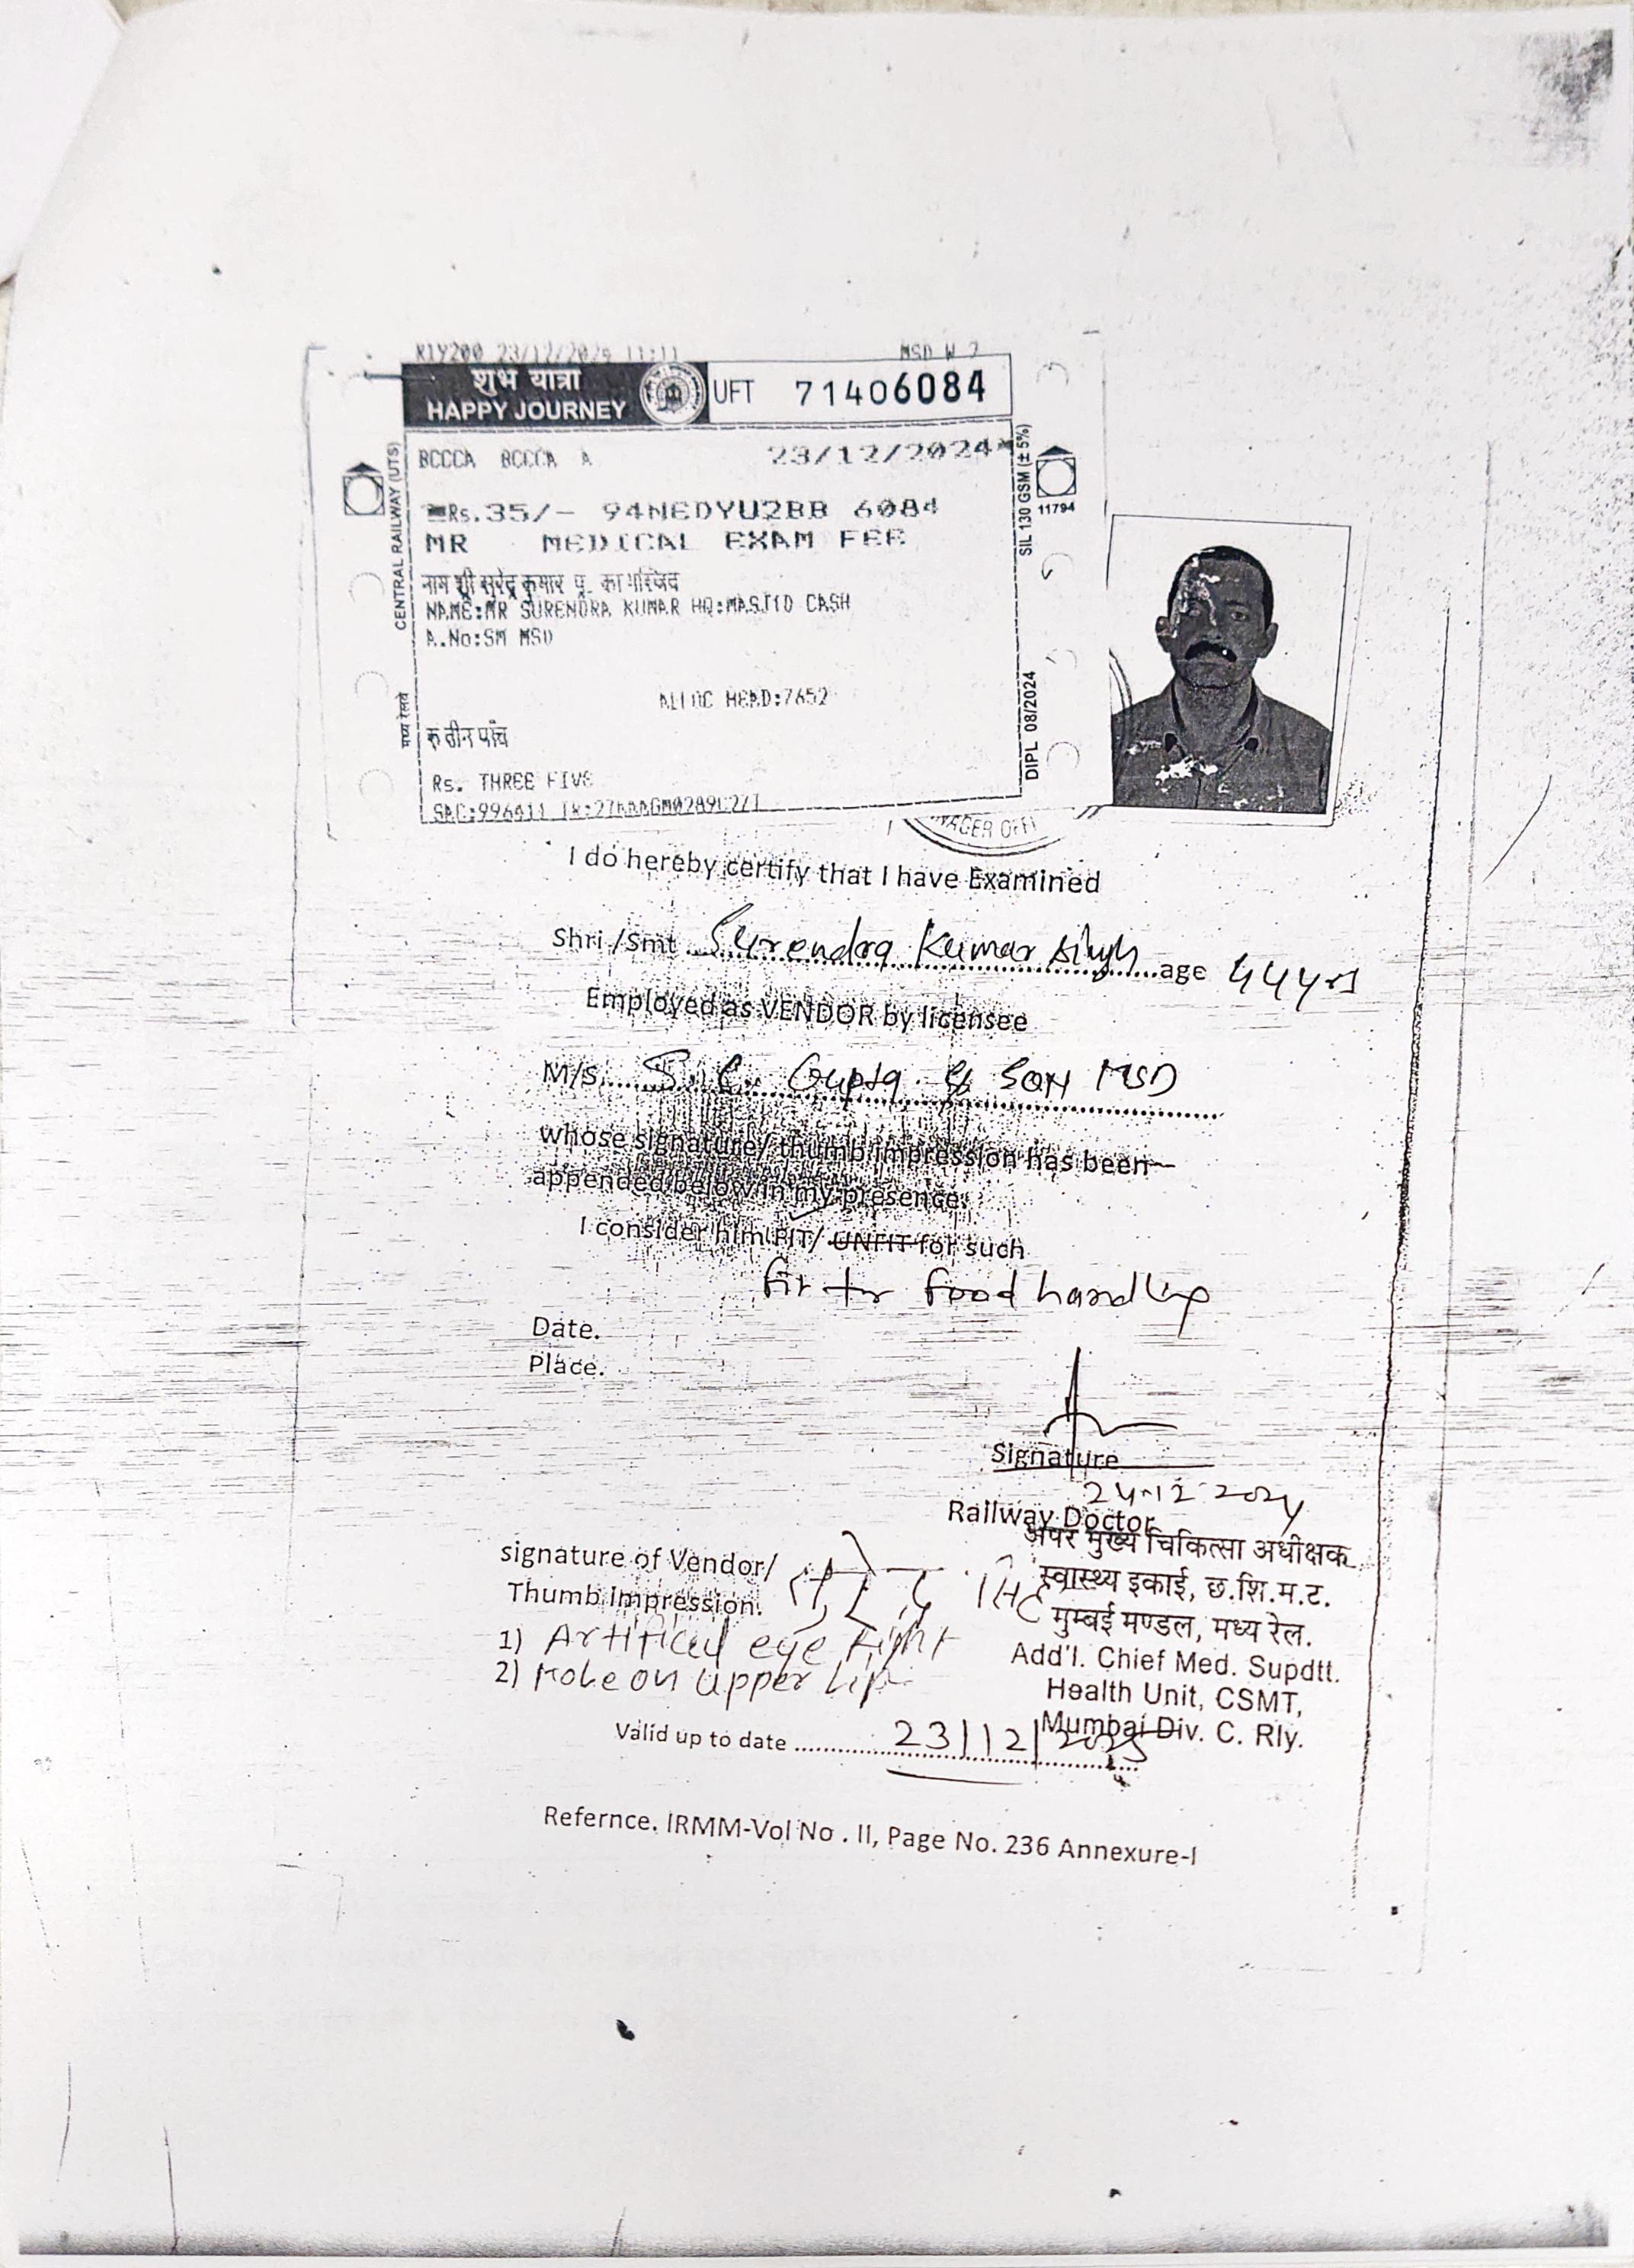 R19200 23/12/2024 11:11 MSD W 2
शुभ यात्रा
HAPPY JOURNEY
UFT 71406084
BCCCA BCCCA A 23/12/2024
Rs.35/- 94MEDYU2BB 6084
MR MEDICAL EXAM FEE
नाम श्री सुरेंद्र कुमार
NAME:MR SURENDRA KUMAR HQ:MASJID CASH
A.No:SM MSD
ALLOC HEAD:7652
रु तीन पाँच
Rs. THREE FIVE
SAC:996411
CENTRAL RAILWAY (UTS)
मध्य रेलवे
SIL 130 GSM (± 5%)
11794
DIPL 08/2024
I do hereby certify that I have Examined
Shri /Smt Surendra Kumar Singh age 44 yrs
Employed as VENDOR by licensee
M/S. S. C. Gupta & Son MSD
whose signature/ thumb impression has been
appended below in my presence.
I consider him FIT/ UNFIT for such
fit for food handling
Date.
Place.
Signature
24.12.2024
Railway Doctor
अपर मुख्य चिकित्सा अधीक्षक
स्वास्थ्य इकाई, छ.शि.म.ट.
मुम्बई मण्डल, मध्य रेल.
Add'l. Chief Med. Supdtt.
Health Unit, CSMT,
Mumbai Div. C. Rly.
signature of Vendor/
Thumb Impression.
1) Artificial eye Right
2) Mole on upper Lip
Valid up to date 23/12/2025
Refernce. IRMM-Vol No . II, Page No. 236 Annexure-I